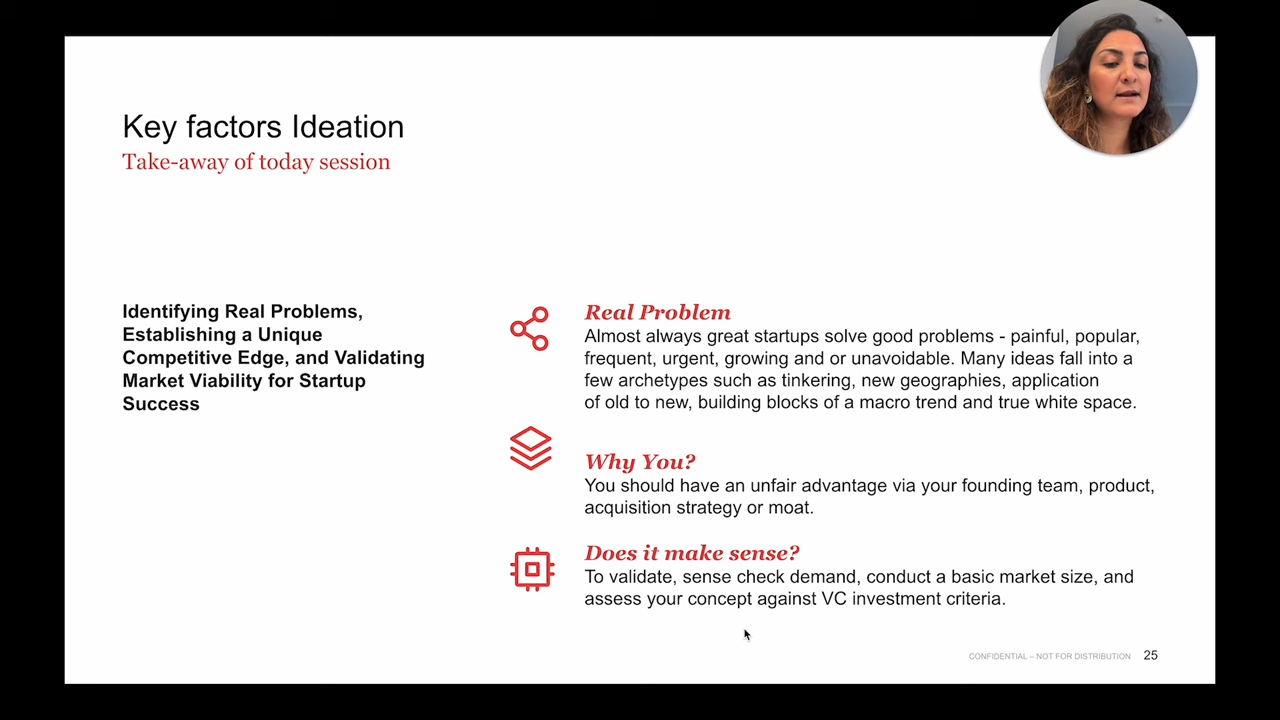 Key factors Ideation
Take-away of today session
Identifying Real Problems,
Establishing a Unique
Competitive Edge, and Validating
Market Viability for Startup
Success
Real Problem
Almost always great startups solve good problems - painful, popular,
frequent, urgent, growing and or unavoidable. Many ideas fall into a
few archetypes such as tinkering, new geographies, application
of old to new, building blocks of a macro trend and true white space.
Why You?
You should have an unfair advantage via your founding team, product,
acquisition strategy or moat.
Does it make sense?
To validate, sense check demand, conduct a basic market size, and
assess your concept against VC investment criteria.
CONFIDENTIAL – NOT FOR DISTRIBUTION 25